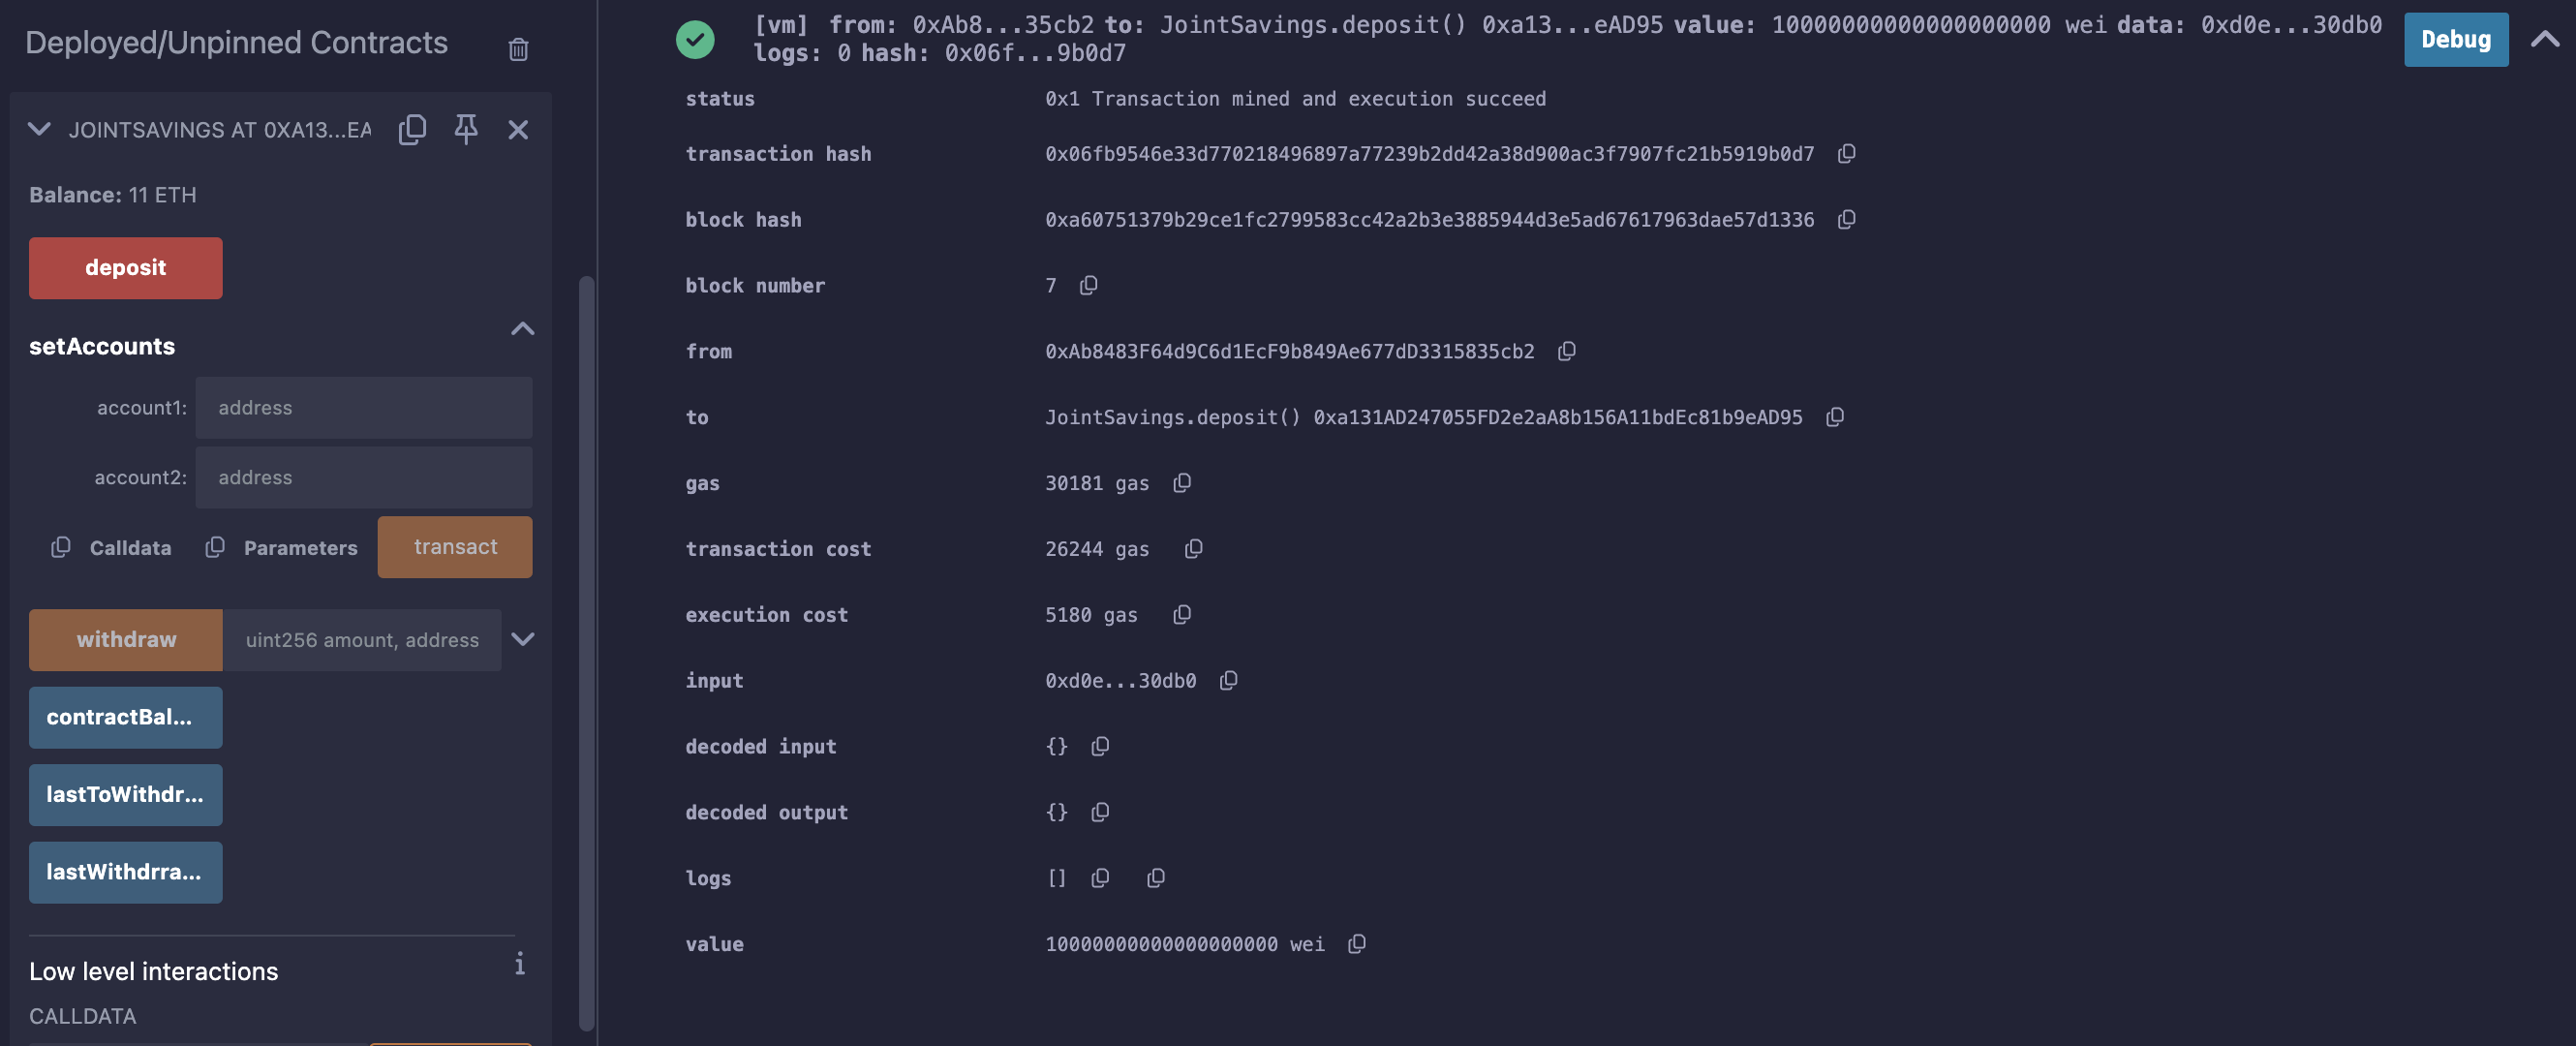 Deployed/Unpinned Contracts
JOINTSAVINGS AT 0XA13...EA
Balance: 11 ETH
deposit
setAccounts
account1: address
account2: address
Calldata Parameters transact
withdraw uint256 amount, address
contractBal...
lastToWithdr...
lastWithdrra...
Low level interactions i
CALLDATA
[vm] from: 0xAb8...35cb2 to: JointSavings.deposit() 0xa13...eAD95 value: 10000000000000000000 wei data: 0xd0e...30db0
logs: 0 hash: 0x06f...9b0d7
Debug
status 0x1 Transaction mined and execution succeed
transaction hash 0x06fb9546e33d770218496897a77239b2dd42a38d900ac3f7907fc21b5919b0d7
block hash 0xa60751379b29ce1fc2799583cc42a2b3e3885944d3e5ad67617963dae57d1336
block number 7
from 0xAb8483F64d9C6d1EcF9b849Ae677dD3315835cb2
to JointSavings.deposit() 0xa131AD247055FD2e2aA8b156A11bdEc81b9eAD95
gas 30181 gas
transaction cost 26244 gas
execution cost 5180 gas
input 0xd0e...30db0
decoded input {}
decoded output {}
logs []
value 10000000000000000000 wei